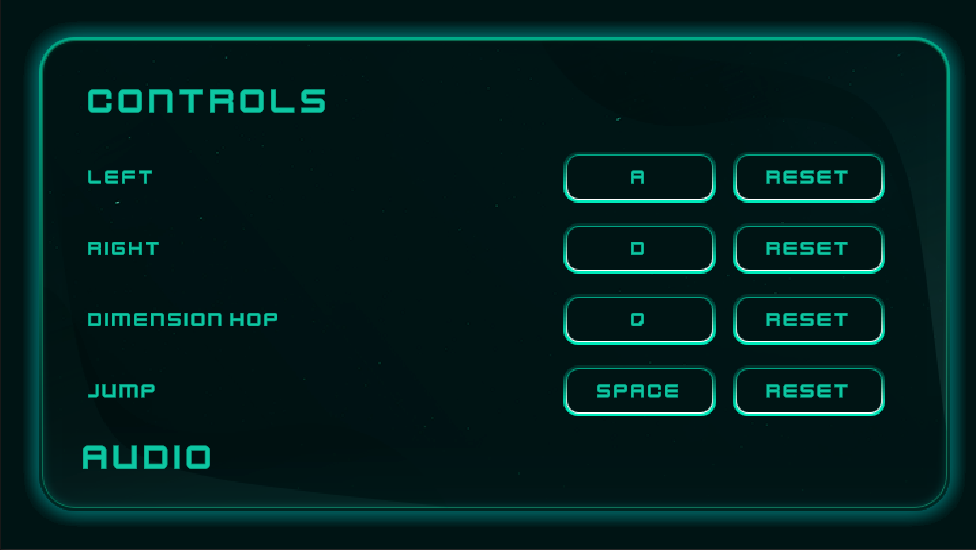 CONTROLS
LEFT A RESET
RIGHT D RESET
DIMENSION HOP Q RESET
JUMP SPACE RESET
AUDIO